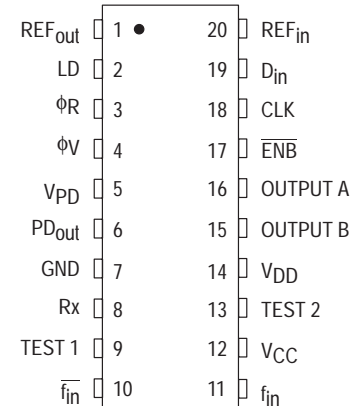 REFout 1 ● 20 REFin
LD 2 19 Din
ϕR 3 18 CLK
ϕV 4 17 E̅N̅B̅
VPD 5 16 OUTPUT A
PDout 6 15 OUTPUT B
GND 7 14 VDD
Rx 8 13 TEST 2
TEST 1 9 12 VCC
f̅i̅n̅ 10 11 fin